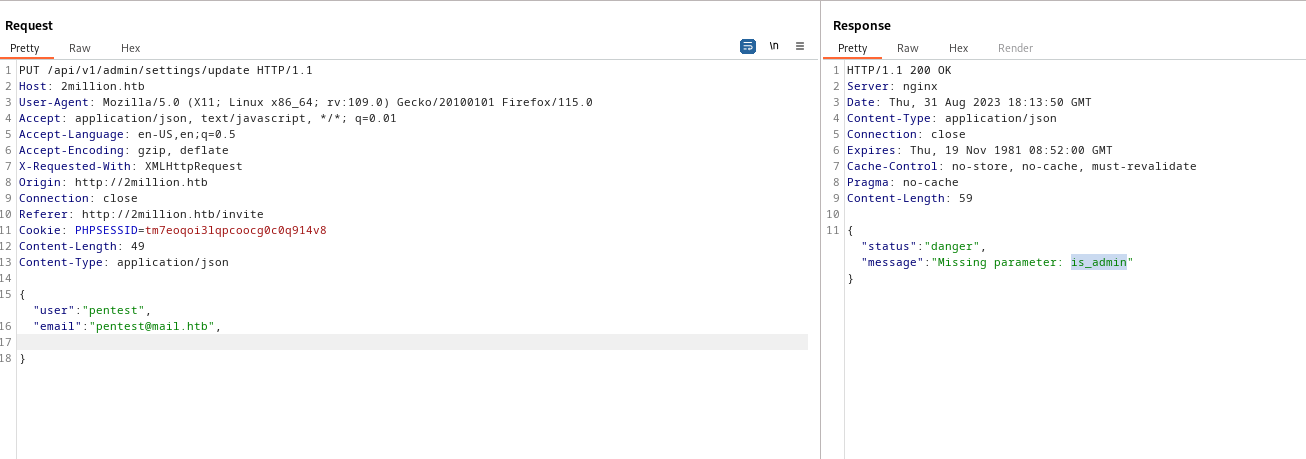 Request
Pretty Raw Hex \n
1 PUT /api/v1/admin/settings/update HTTP/1.1
2 Host: 2million.htb
3 User-Agent: Mozilla/5.0 (X11; Linux x86_64; rv:109.0) Gecko/20100101 Firefox/115.0
4 Accept: application/json, text/javascript, */*; q=0.01
5 Accept-Language: en-US,en;q=0.5
6 Accept-Encoding: gzip, deflate
7 X-Requested-With: XMLHttpRequest
8 Origin: http://2million.htb
9 Connection: close
10 Referer: http://2million.htb/invite
11 Cookie: PHPSESSID=tm7eoqoi3lqpcoocg0c0q914v8
12 Content-Length: 49
13 Content-Type: application/json
14
15 {
"user":"pentest",
16 "email":"pentest@mail.htb",
17
18 }
Response
Pretty Raw Hex Render
1 HTTP/1.1 200 OK
2 Server: nginx
3 Date: Thu, 31 Aug 2023 18:13:50 GMT
4 Content-Type: application/json
5 Connection: close
6 Expires: Thu, 19 Nov 1981 08:52:00 GMT
7 Cache-Control: no-store, no-cache, must-revalidate
8 Pragma: no-cache
9 Content-Length: 59
10
11 {
"status":"danger",
"message":"Missing parameter: is_admin"
}